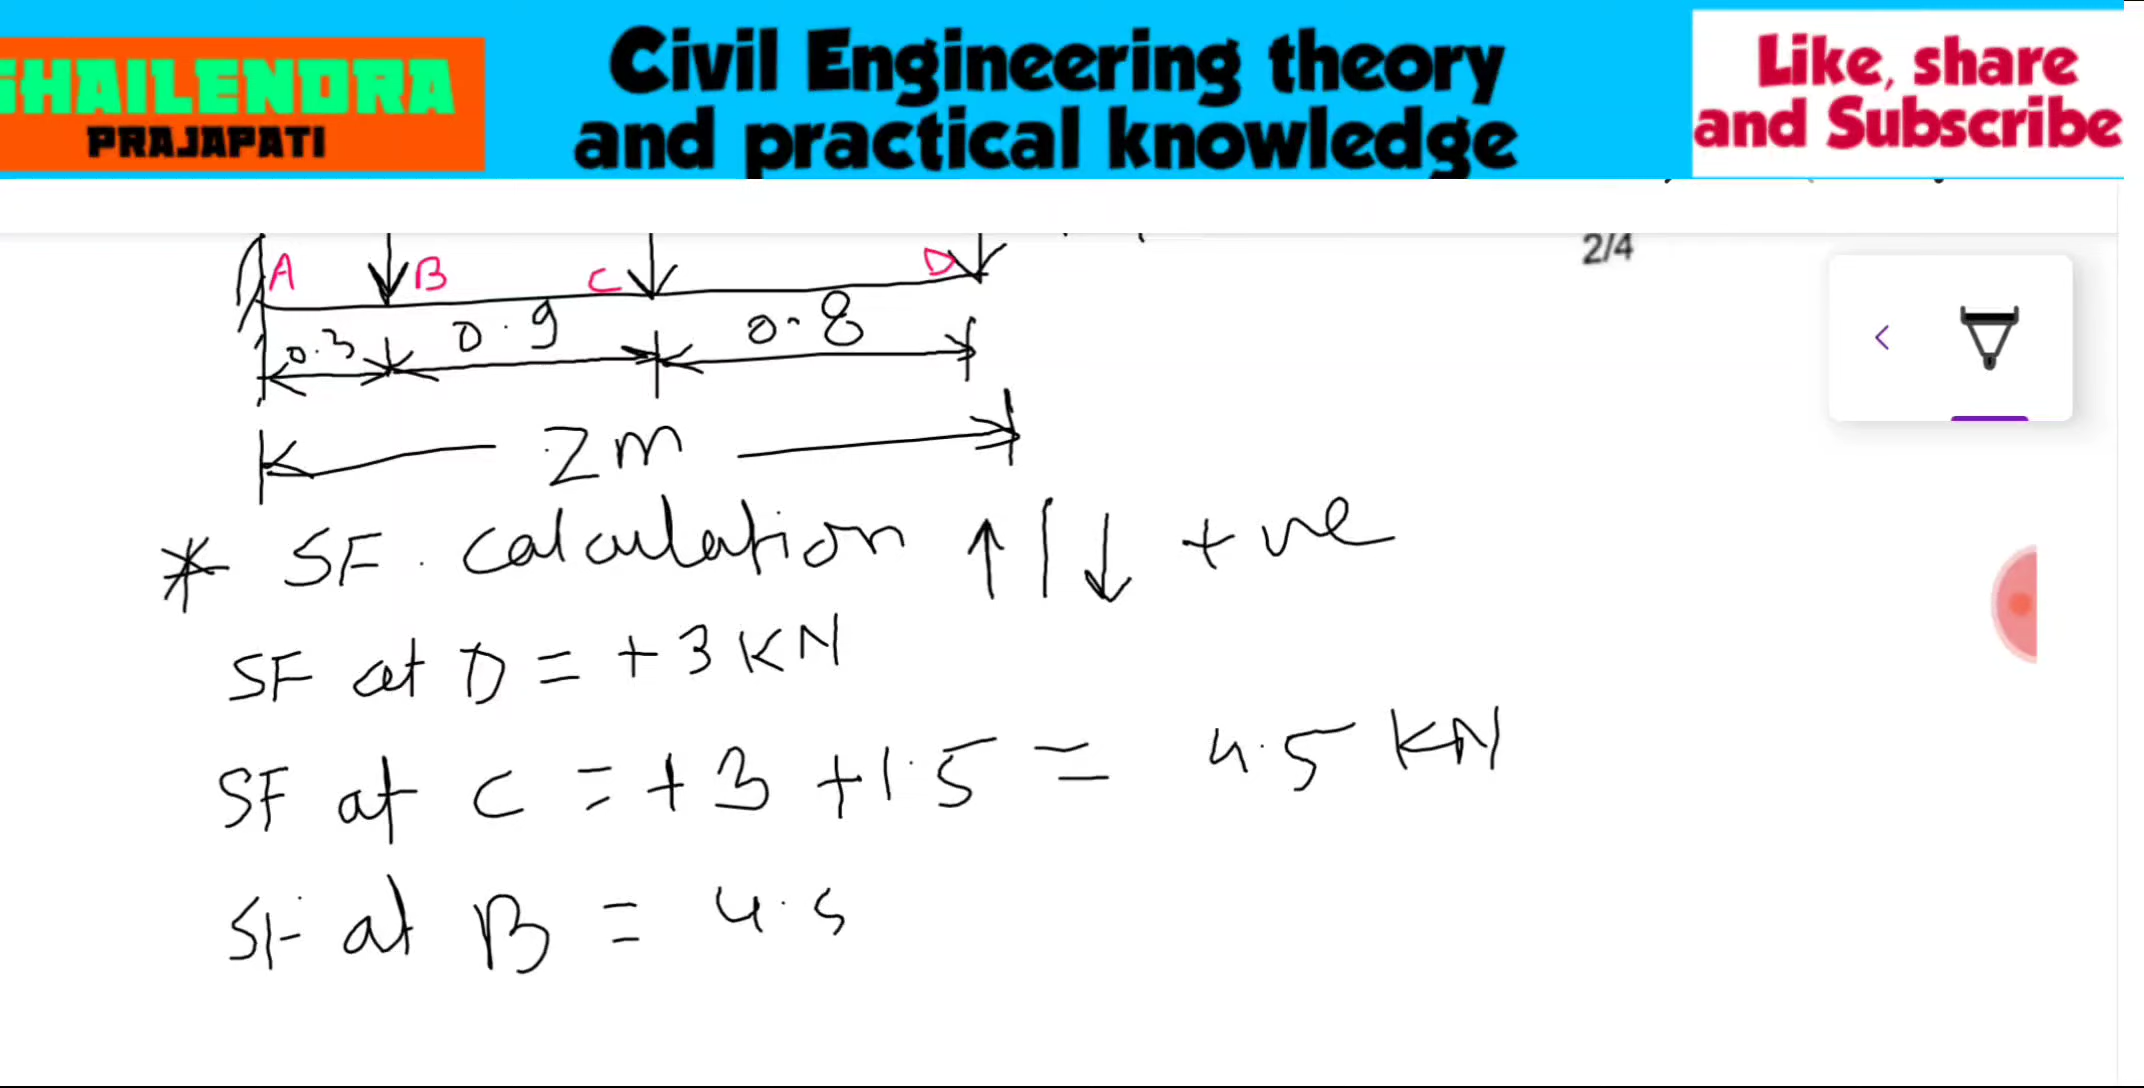 SHAILENDRA
PRAJAPATI
Civil Engineering theory
and practical knowledge
Like, share
and Subscribe
2/4
A B C D
0.3 0.9 0.8
2m
* SF. calculation ↑|↓ +ve
SF at D = +3 KN
SF at C = +3 +1.5 = 4.5 KN
SF at B = 4.5